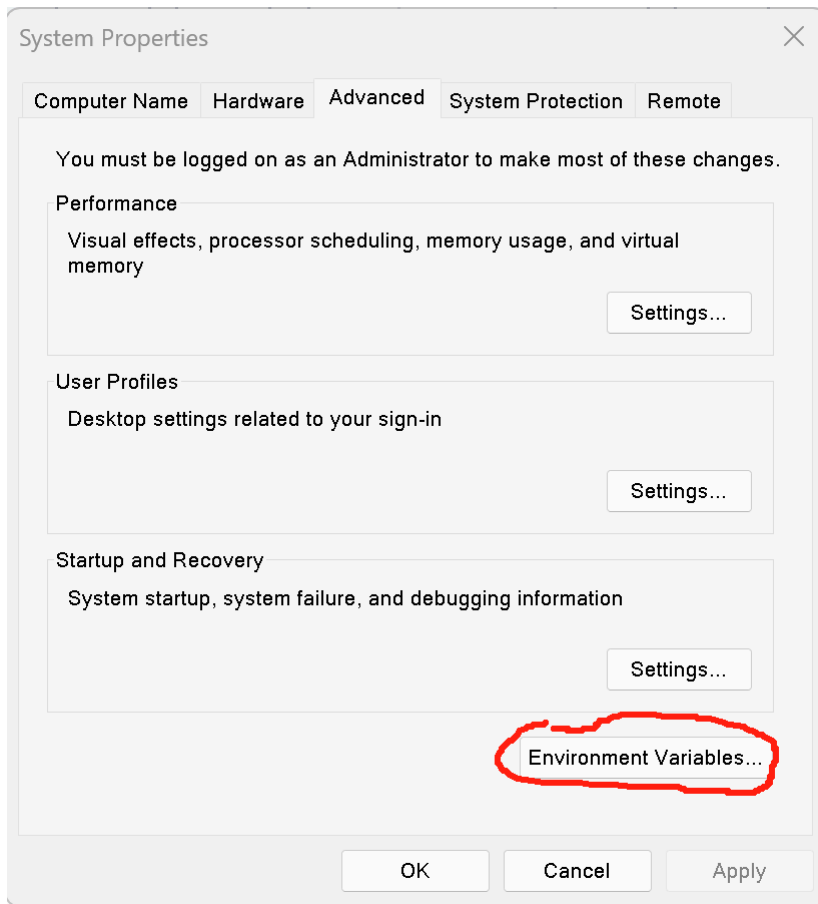 System Properties
Computer Name Hardware Advanced System Protection Remote
You must be logged on as an Administrator to make most of these changes.
Performance
Visual effects, processor scheduling, memory usage, and virtual
memory
Settings...
User Profiles
Desktop settings related to your sign-in
Settings...
Startup and Recovery
System startup, system failure, and debugging information
Settings...
Environment Variables...
OK Cancel Apply